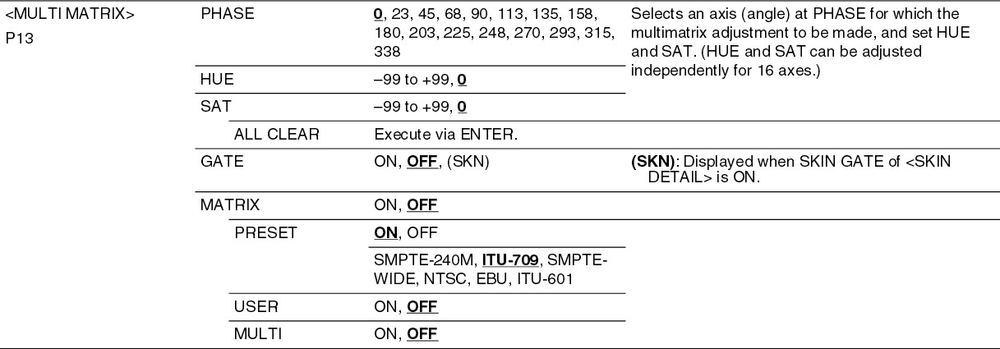 <MULTI MATRIX>
P13
PHASE
0, 23, 45, 68, 90, 113, 135, 158,
180, 203, 225, 248, 270, 293, 315,
338
Selects an axis (angle) at PHASE for which the
multimatrix adjustment to be made, and set HUE
and SAT. (HUE and SAT can be adjusted
independently for 16 axes.)
HUE
–99 to +99, 0
SAT
–99 to +99, 0
ALL CLEAR
Execute via ENTER.
GATE
ON, OFF, (SKN)
(SKN): Displayed when SKIN GATE of <SKIN
DETAIL> is ON.
MATRIX
ON, OFF
PRESET
ON, OFF
SMPTE-240M, ITU-709, SMPTE-
WIDE, NTSC, EBU, ITU-601
USER
ON, OFF
MULTI
ON, OFF